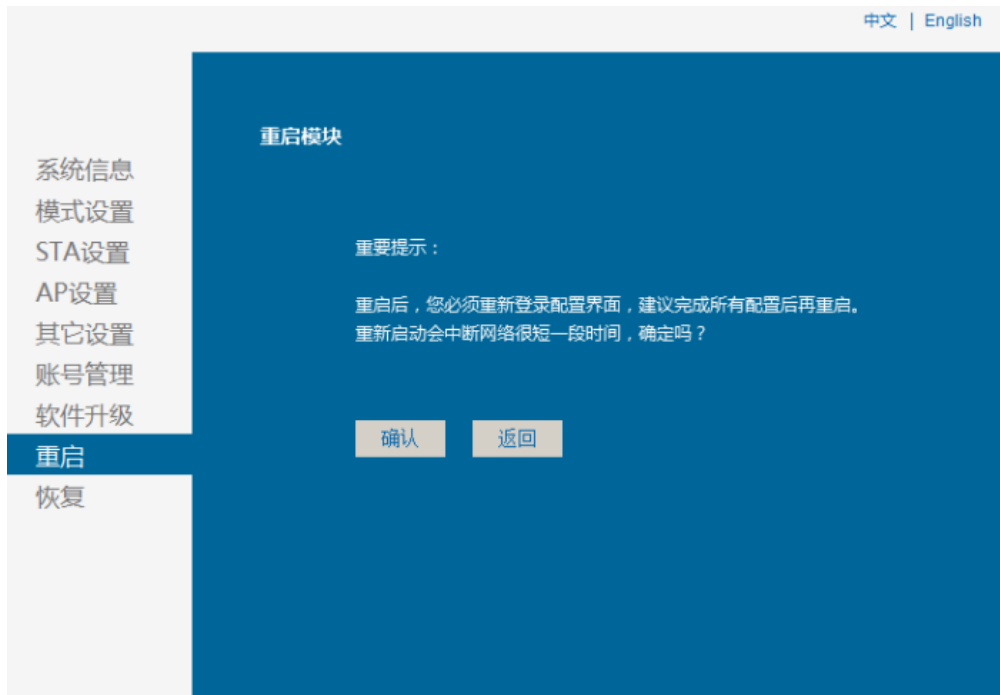 中文 | English
重启模块
系统信息
模式设置
STA设置
AP设置
其它设置
账号管理
软件升级
重启
恢复
重要提示：
重启后，您必须重新登录配置界面，建议完成所有配置后再重启。
重新启动会中断网络很短一段时间，确定吗？
确认 返回